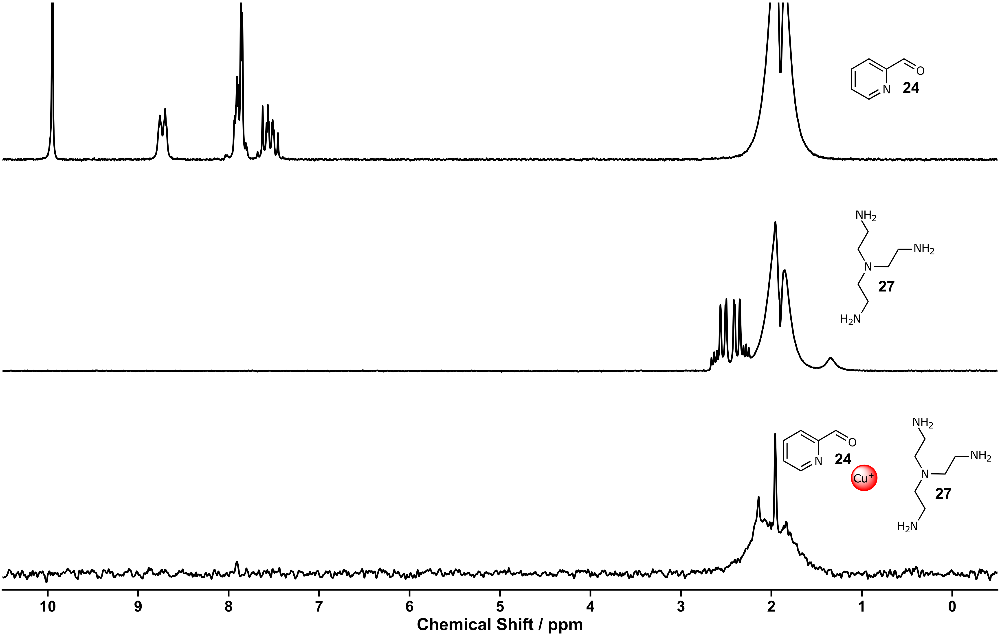 O
N
24
NH2
NH2
N
27
H2N
NH2
O
NH2
24
N
Cu+
N
27
H2N
10 9 8 7 6 5 4 3 2 1 0
Chemical Shift / ppm